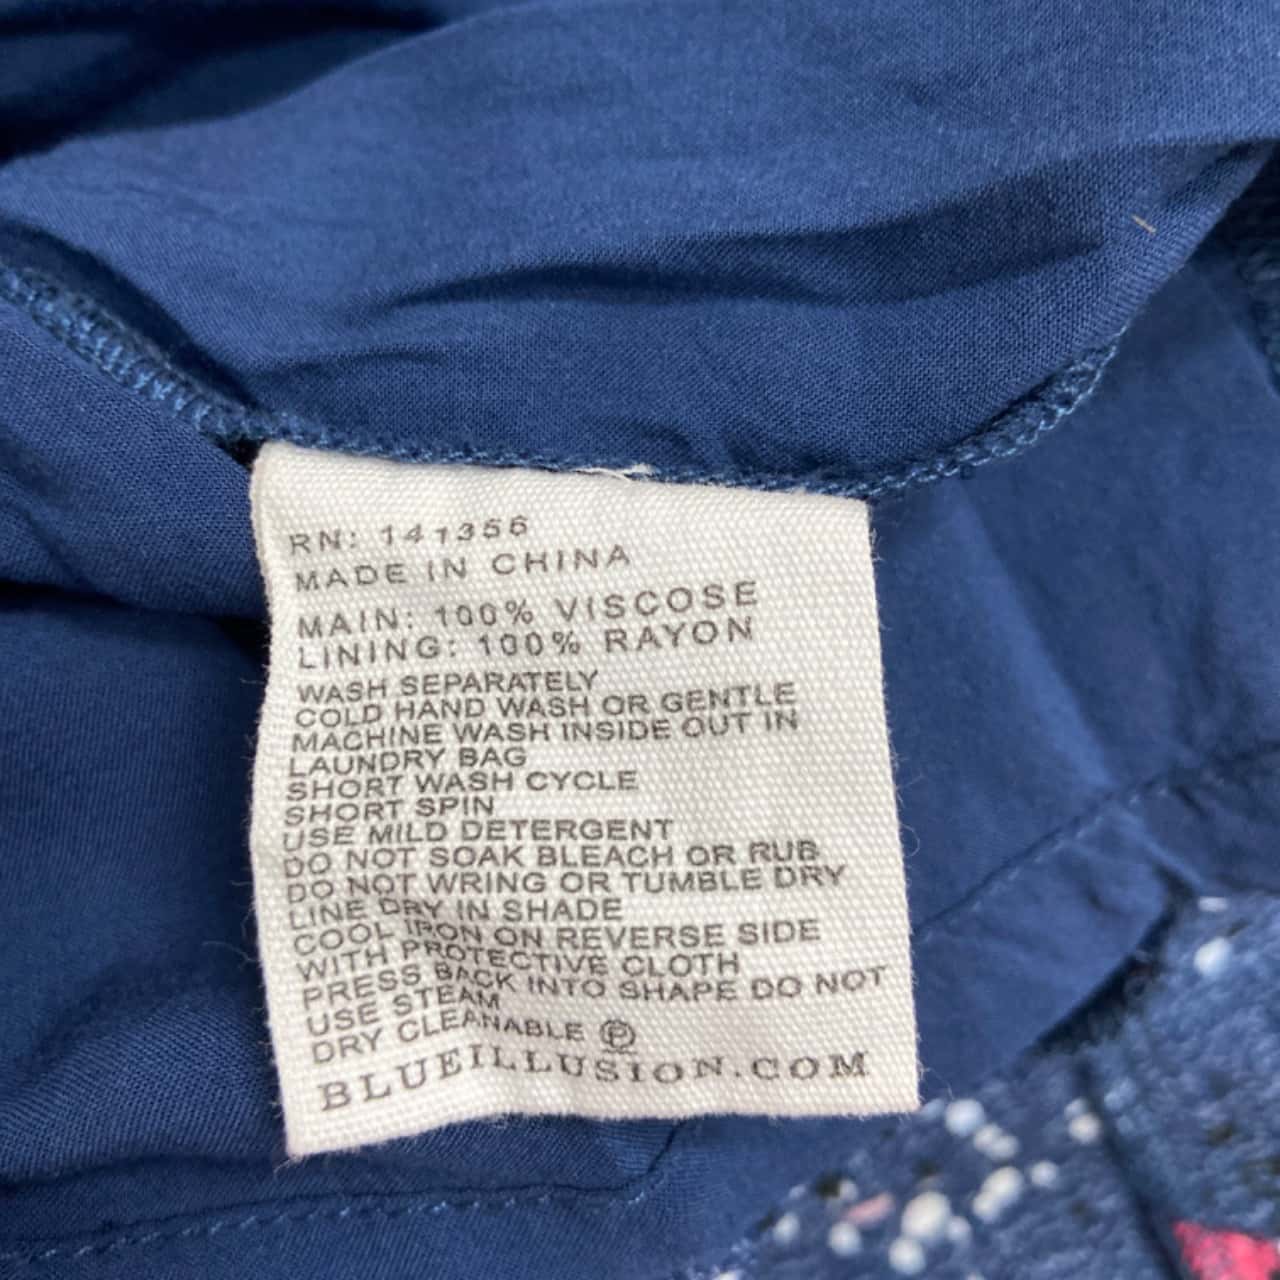 RN: 141356
MADE IN CHINA
MAIN: 100% VISCOSE
LINING: 100% RAYON
WASH SEPARATELY
COLD HAND WASH OR GENTLE
MACHINE WASH INSIDE OUT IN
LAUNDRY BAG
SHORT WASH CYCLE
SHORT SPIN
USE MILD DETERGENT
DO NOT SOAK BLEACH OR RUB
DO NOT WRING OR TUMBLE DRY
LINE DRY IN SHADE
COOL IRON ON REVERSE SIDE
WITH PROTECTIVE CLOTH
PRESS BACK INTO SHAPE DO NOT
USE STEAM
DRY CLEANABLE Ⓟ
BLUEILLUSION.COM